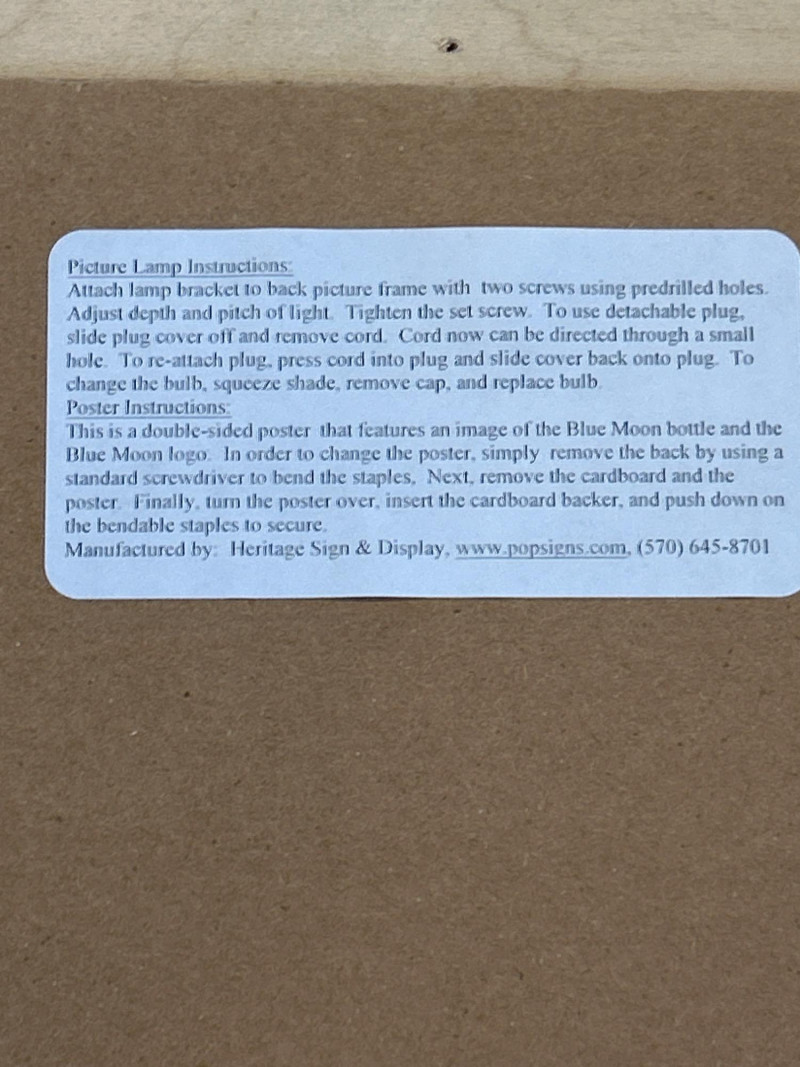 Picture Lamp Instructions:
Attach lamp bracket to back picture frame with two screws using predrilled holes.
Adjust depth and pitch of light. Tighten the set screw. To use detachable plug,
slide plug cover off and remove cord. Cord now can be directed through a small
hole. To re-attach plug, press cord into plug and slide cover back onto plug. To
change the bulb, squeeze shade, remove cap, and replace bulb.
Poster Instructions:
This is a double-sided poster that features an image of the Blue Moon bottle and the
Blue Moon logo. In order to change the poster, simply remove the back by using a
standard screwdriver to bend the staples. Next, remove the cardboard and the
poster. Finally, turn the poster over, insert the cardboard backer, and push down on
the bendable staples to secure.
Manufactured by: Heritage Sign & Display, www.popsigns.com, (570) 645-8701